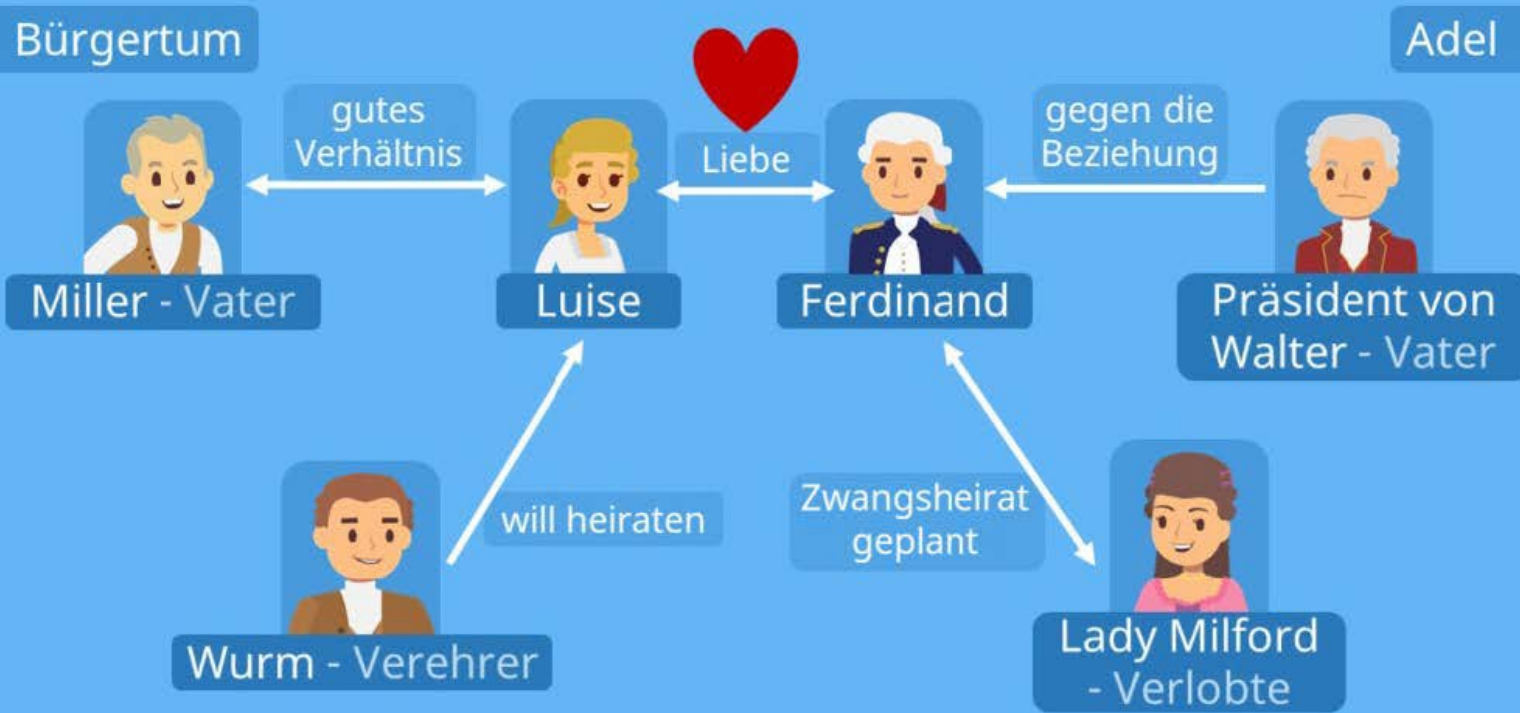 Bürgertum
Adel
gutes
Verhältnis
Liebe
gegen die
Beziehung
Miller - Vater
Luise
Ferdinand
Präsident von
Walter - Vater
will heiraten
Zwangsheirat
geplant
Wurm - Verehrer
Lady Milford
- Verlobte